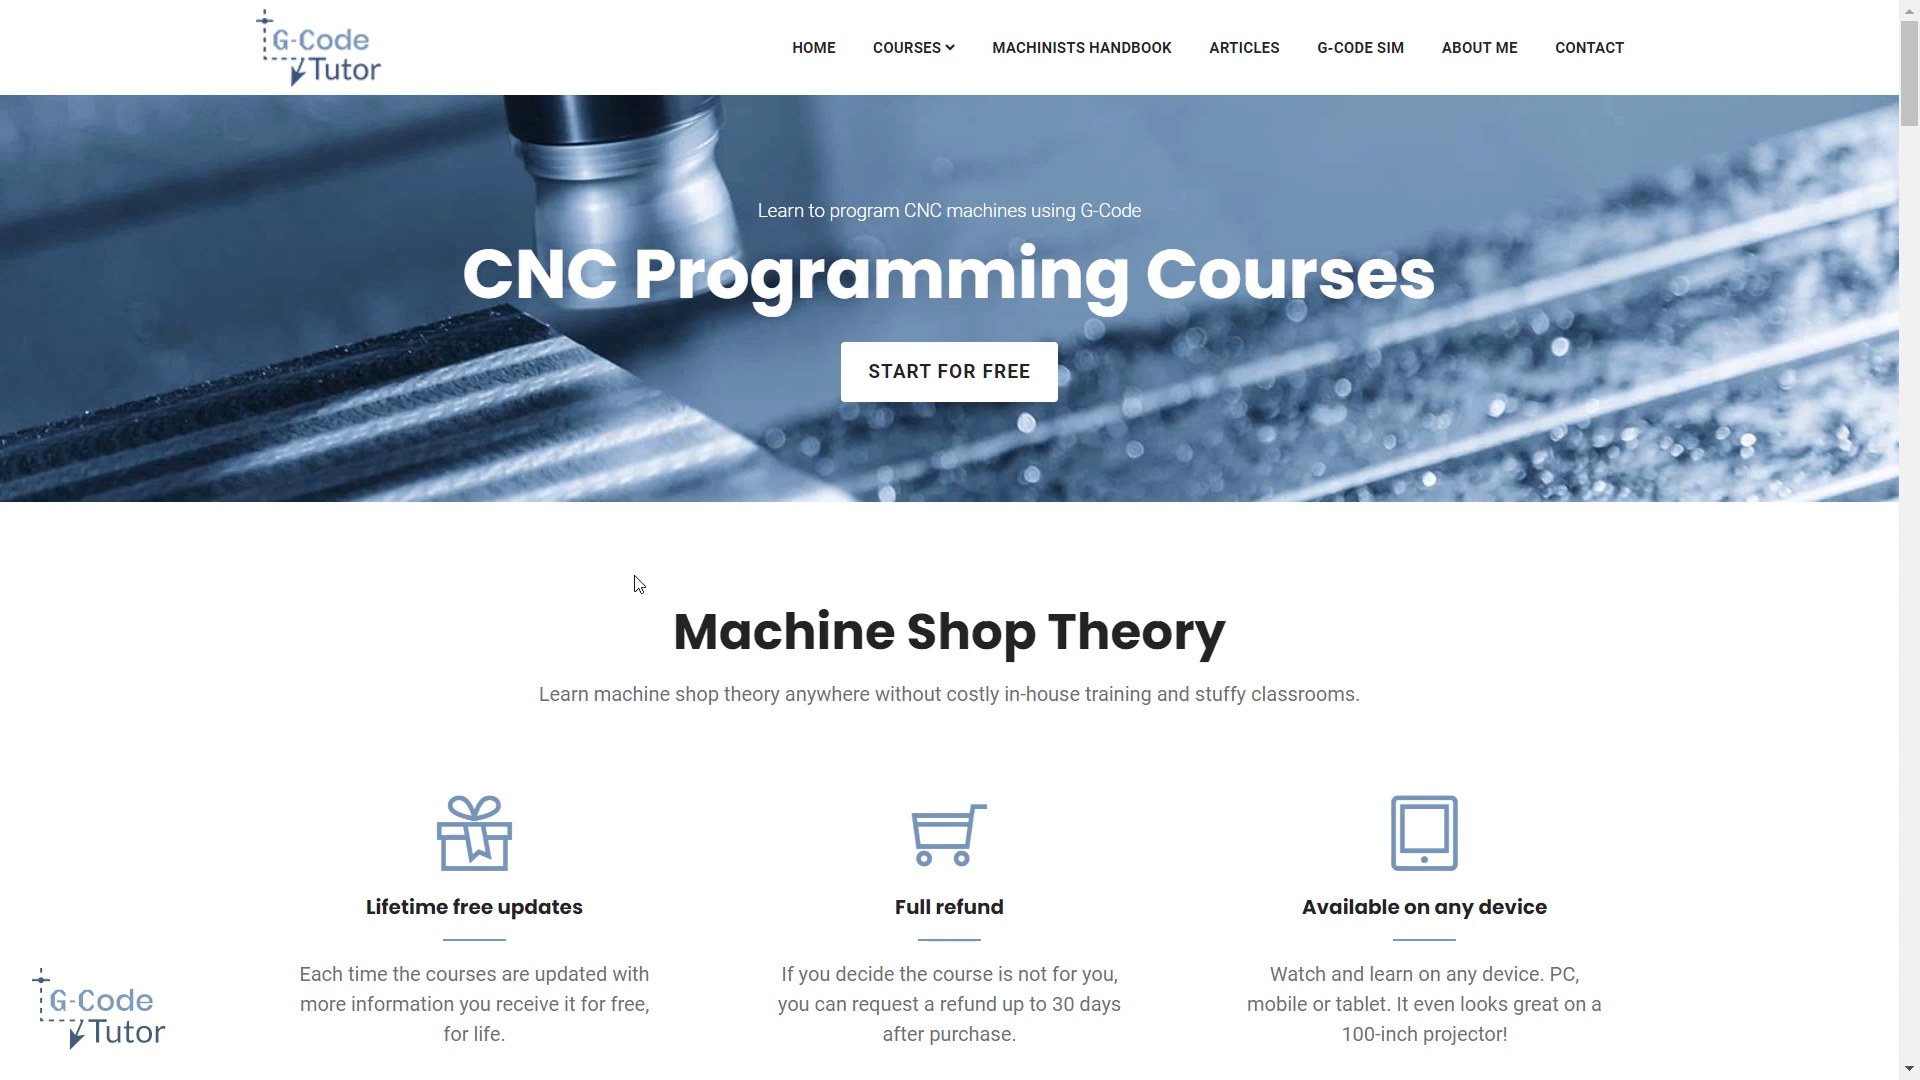 G-Code
Tutor
HOME
COURSES
MACHINISTS HANDBOOK
ARTICLES
G-CODE SIM
ABOUT ME
CONTACT
Learn to program CNC machines using G-Code
CNC Programming Courses
START FOR FREE
Machine Shop Theory
Learn machine shop theory anywhere without costly in-house training and stuffy classrooms.
Lifetime free updates
Each time the courses are updated with
more information you receive it for free,
for life.
Full refund
If you decide the course is not for you,
you can request a refund up to 30 days
after purchase.
Available on any device
Watch and learn on any device. PC,
mobile or tablet. It even looks great on a
100-inch projector!
G-Code
Tutor